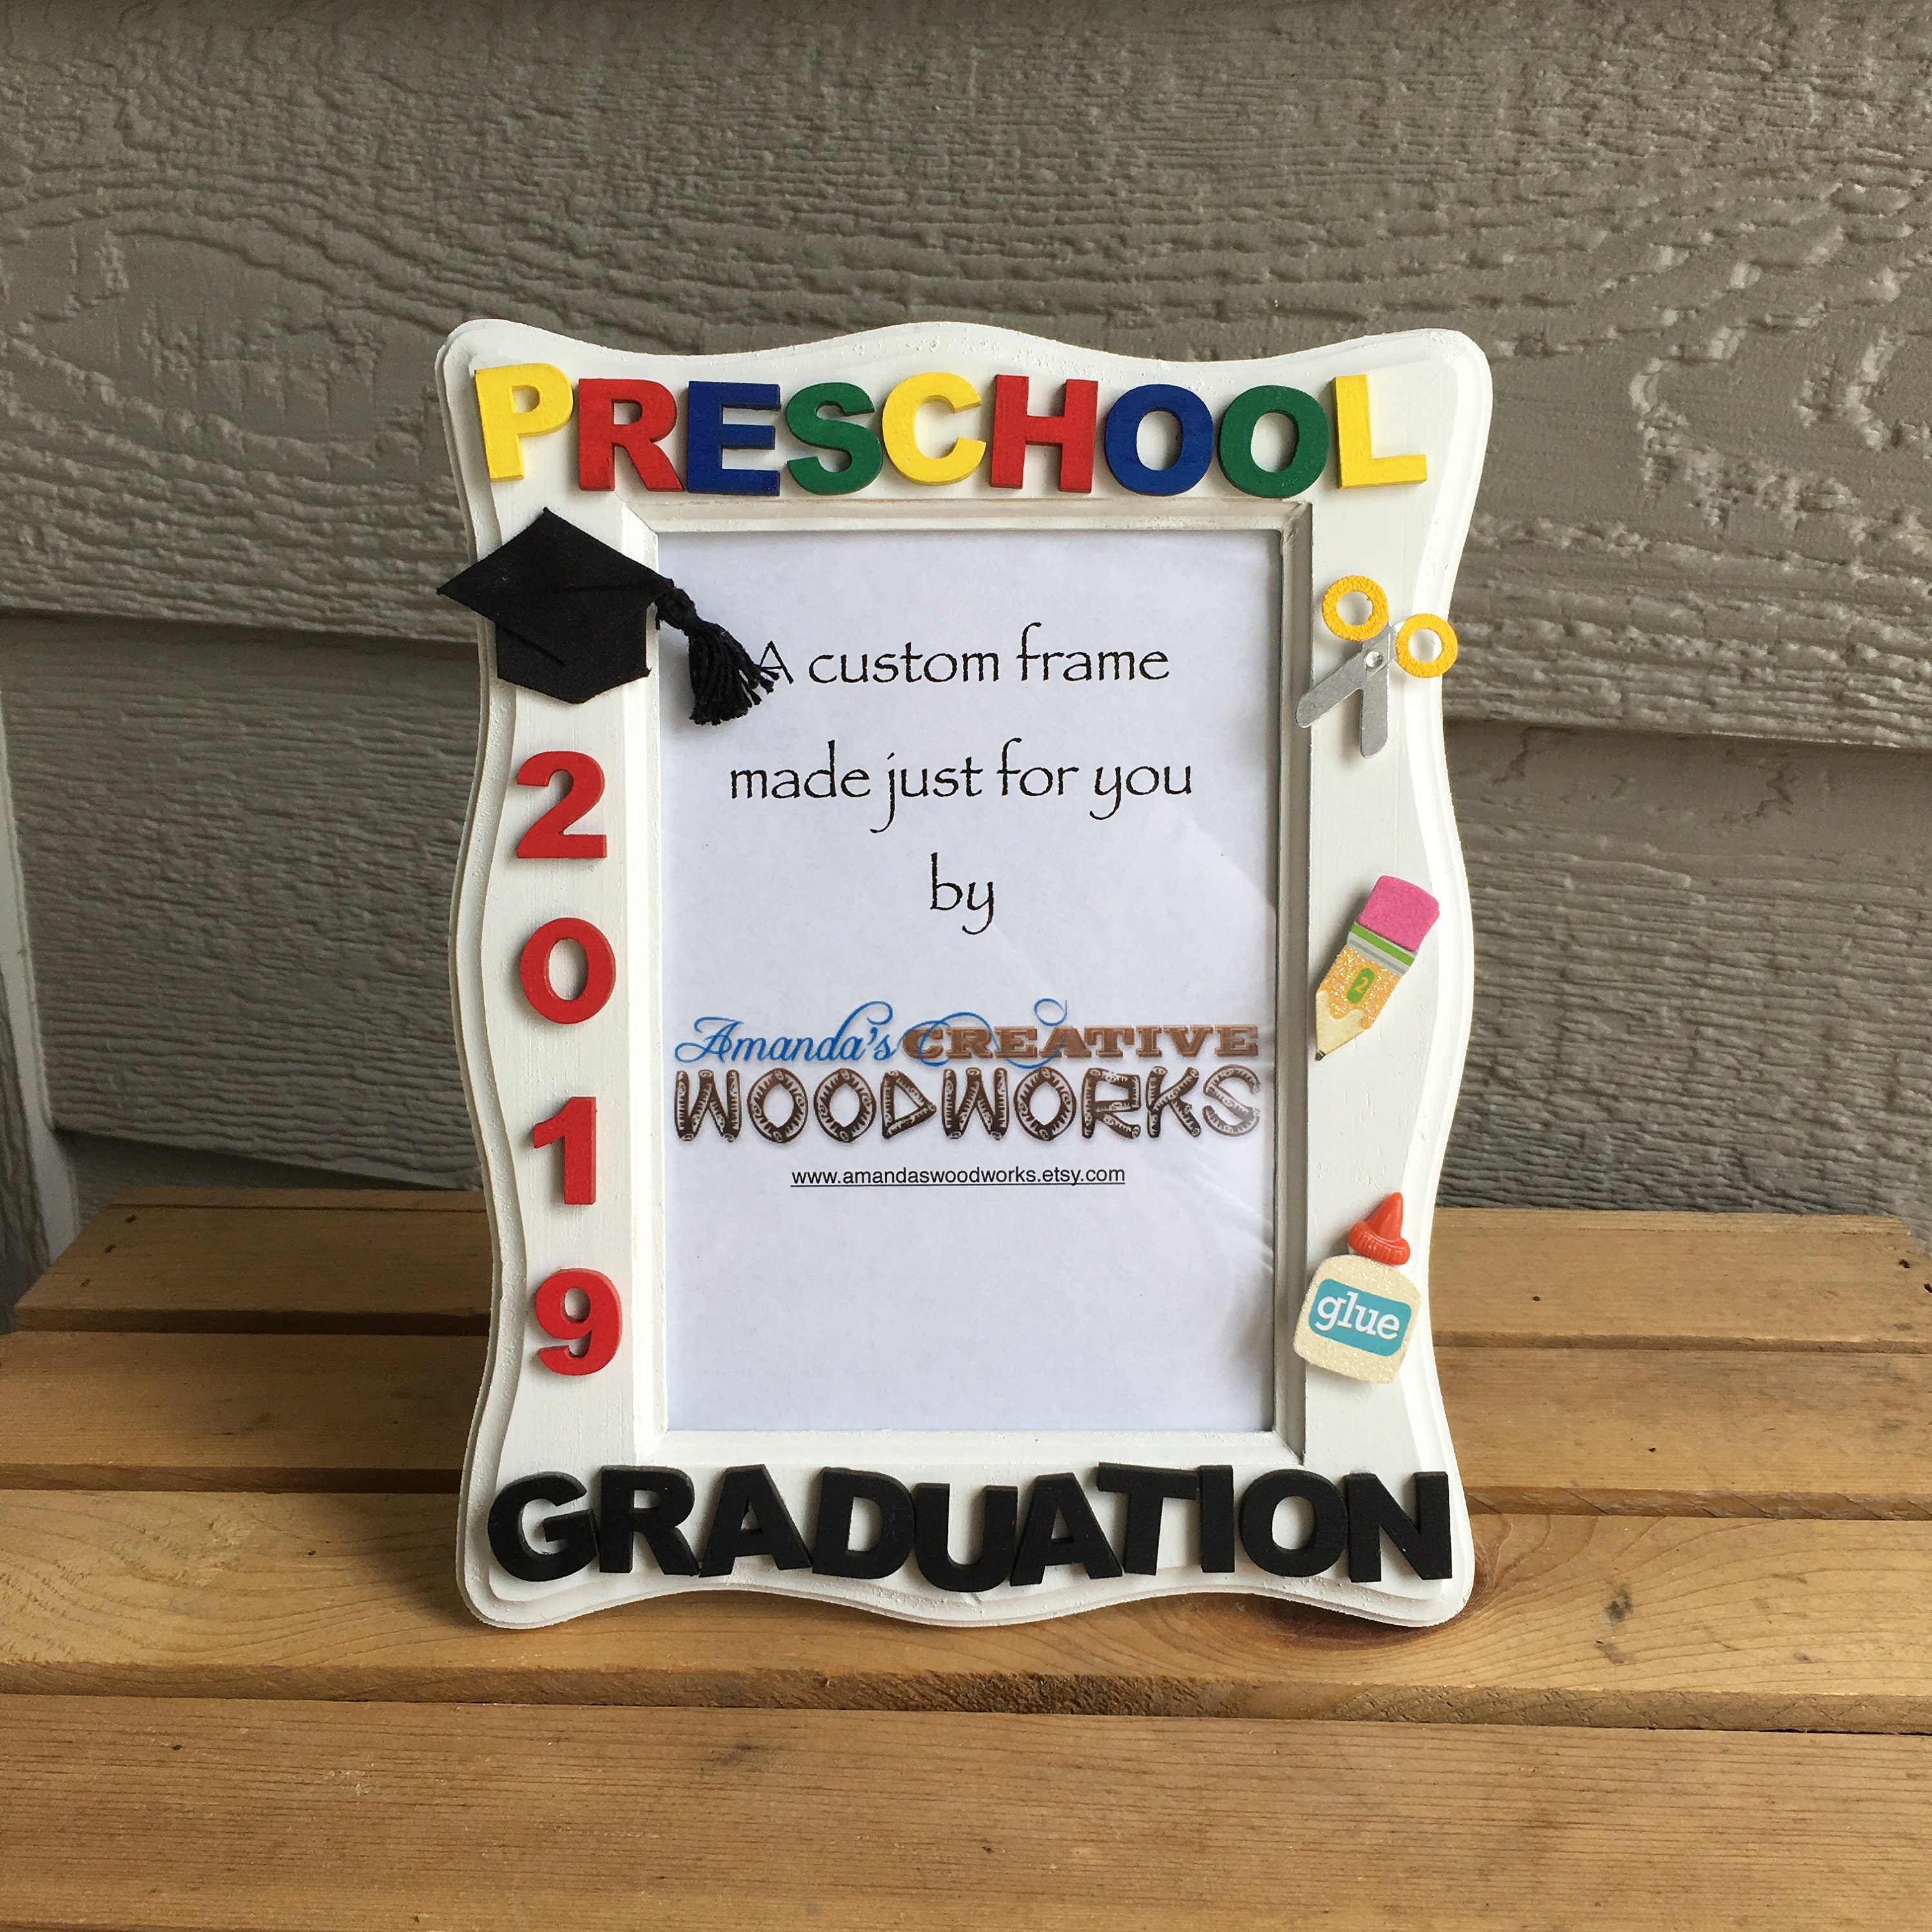 PRESCHOOL
2019
A custom frame
made just for you
by
Amanda's CREATIVE
WOODWORKS
www.amandaswoodworks.etsy.com
2
glue
GRADUATION